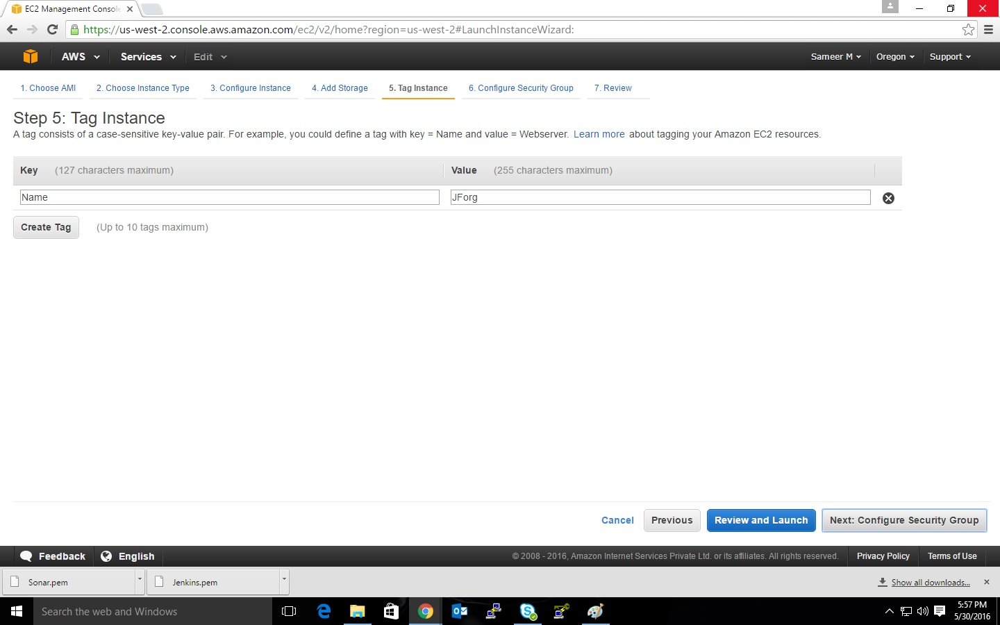 EC2 Management Console
https://us-west-2.console.aws.amazon.com/ec2/v2/home?region=us-west-2#LaunchInstanceWizard:
AWS Services Edit Sameer M Oregon Support
1. Choose AMI 2. Choose Instance Type 3. Configure Instance 4. Add Storage 5. Tag Instance 6. Configure Security Group 7. Review
Step 5: Tag Instance
A tag consists of a case-sensitive key-value pair. For example, you could define a tag with key = Name and value = Webserver. Learn more about tagging your Amazon EC2 resources.
Key (127 characters maximum) Value (255 characters maximum)
Name JForg
Create Tag (Up to 10 tags maximum)
Cancel Previous Review and Launch Next: Configure Security Group
Feedback English © 2008 - 2016, Amazon Internet Services Private Ltd. or its affiliates. All rights reserved. Privacy Policy Terms of Use
Sonar.pem Jenkins.pem Show all downloads...
Search the web and Windows 5:57 PM
5/30/2016